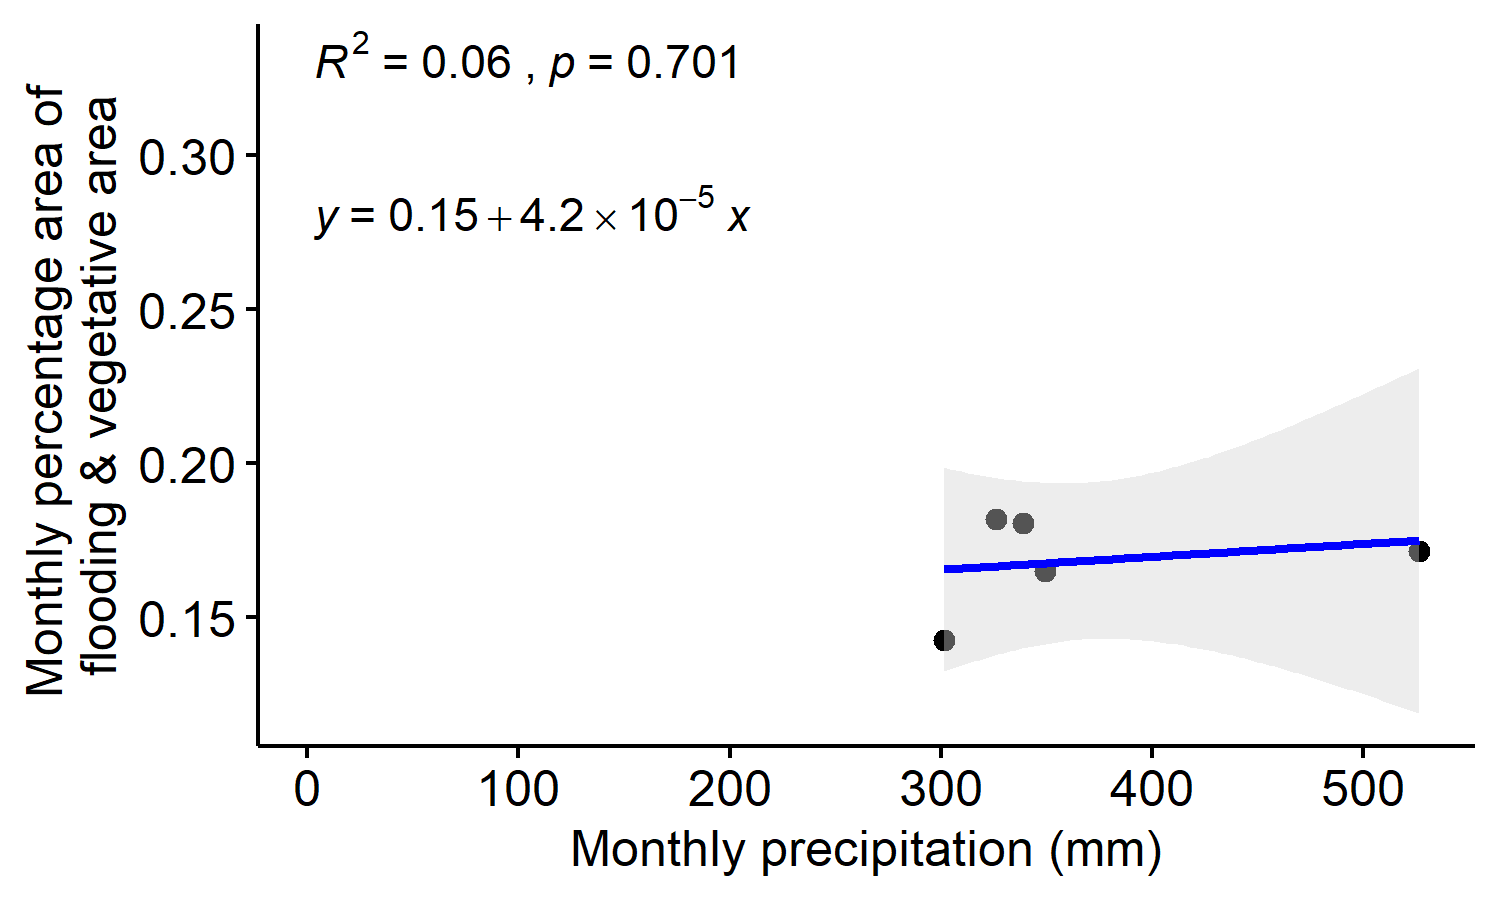 R² = 0.06 , p = 0.701
y = 0.15 + 4.2 × 10⁻⁵ x
Monthly percentage area of
flooding & vegetative area
0.30
0.25
0.20
0.15
0 100 200 300 400 500
Monthly precipitation (mm)